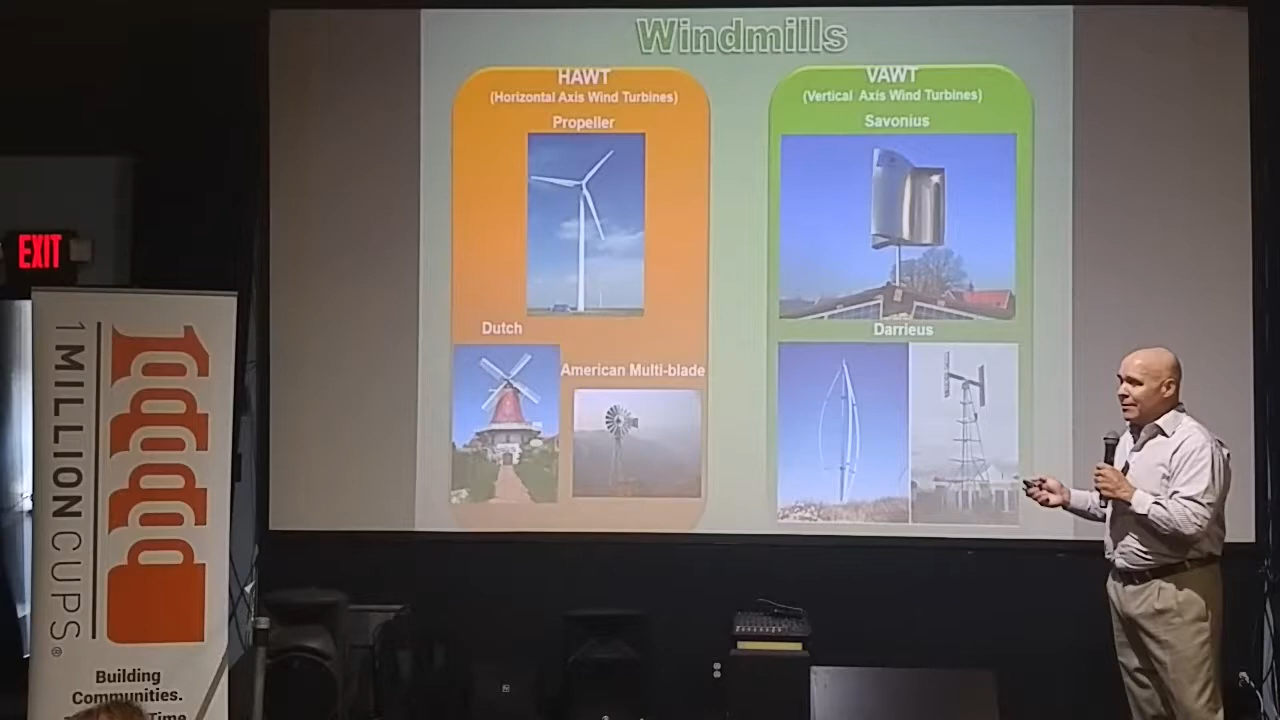 Windmills
HAWT
(Horizontal Axis Wind Turbines)
Propeller
Dutch
American Multi-blade
VAWT
(Vertical Axis Wind Turbines)
Savonius
Darrieus
EXIT
1 MILLION CUPS®
Building
Communities.
Time